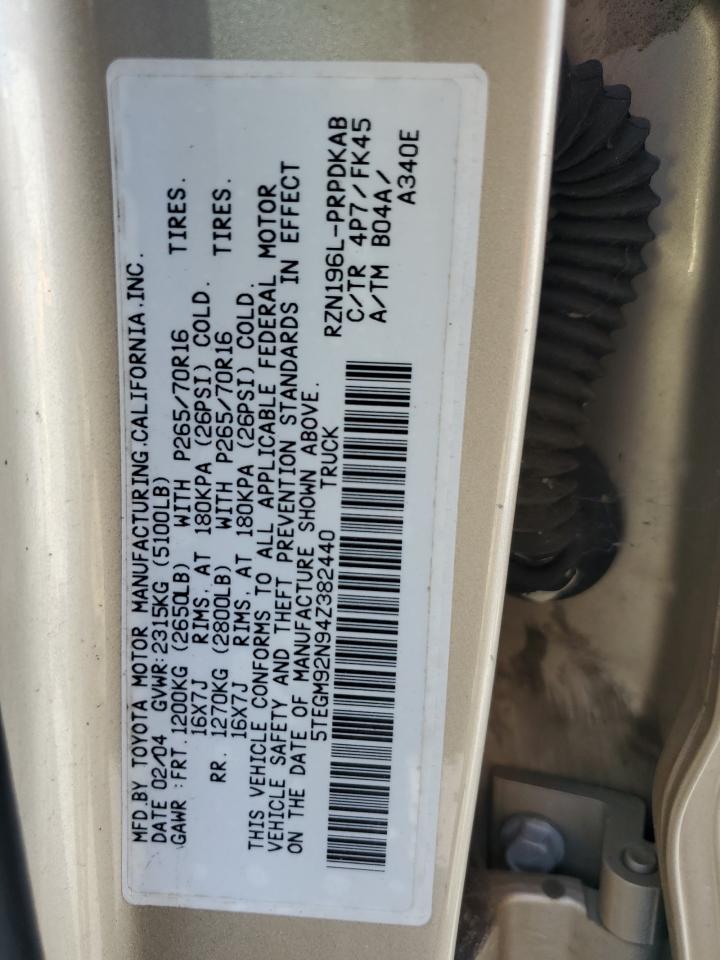 MFD.BY TOYOTA MOTOR MANUFACTURING.CALIFORNIA.INC.
DATE 02/04 GVWR:2315KG (5100LB)
GAWR :FRT.1200KG (2650LB) WITH P265/70R16 TIRES.
16X7J RIMS, AT 180KPA (26PSI) COLD.
RR. 1270KG (2800LB) WITH P265/70R16 TIRES.
16X7J RIMS, AT 180KPA (26PSI) COLD.
THIS VEHICLE CONFORMS TO ALL APPLICABLE FEDERAL MOTOR
VEHICLE SAFETY AND THEFT PREVENTION STANDARDS IN EFFECT
ON THE DATE OF MANUFACTURE SHOWN ABOVE.
5TEGM92N94Z382440 TRUCK
RZN196L-PRPDKAB
C/TR 4P7/FK45
A/TM B04A/
A340E